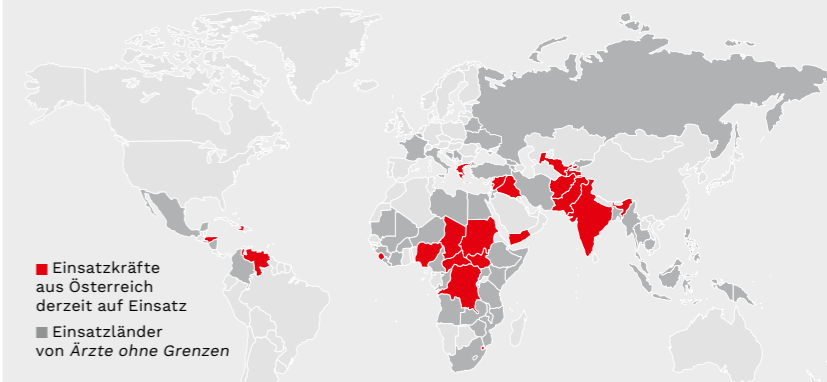 Einsatzkräfte
aus Österreich
derzeit auf Einsatz
Einsatzländer
von Ärzte ohne Grenzen